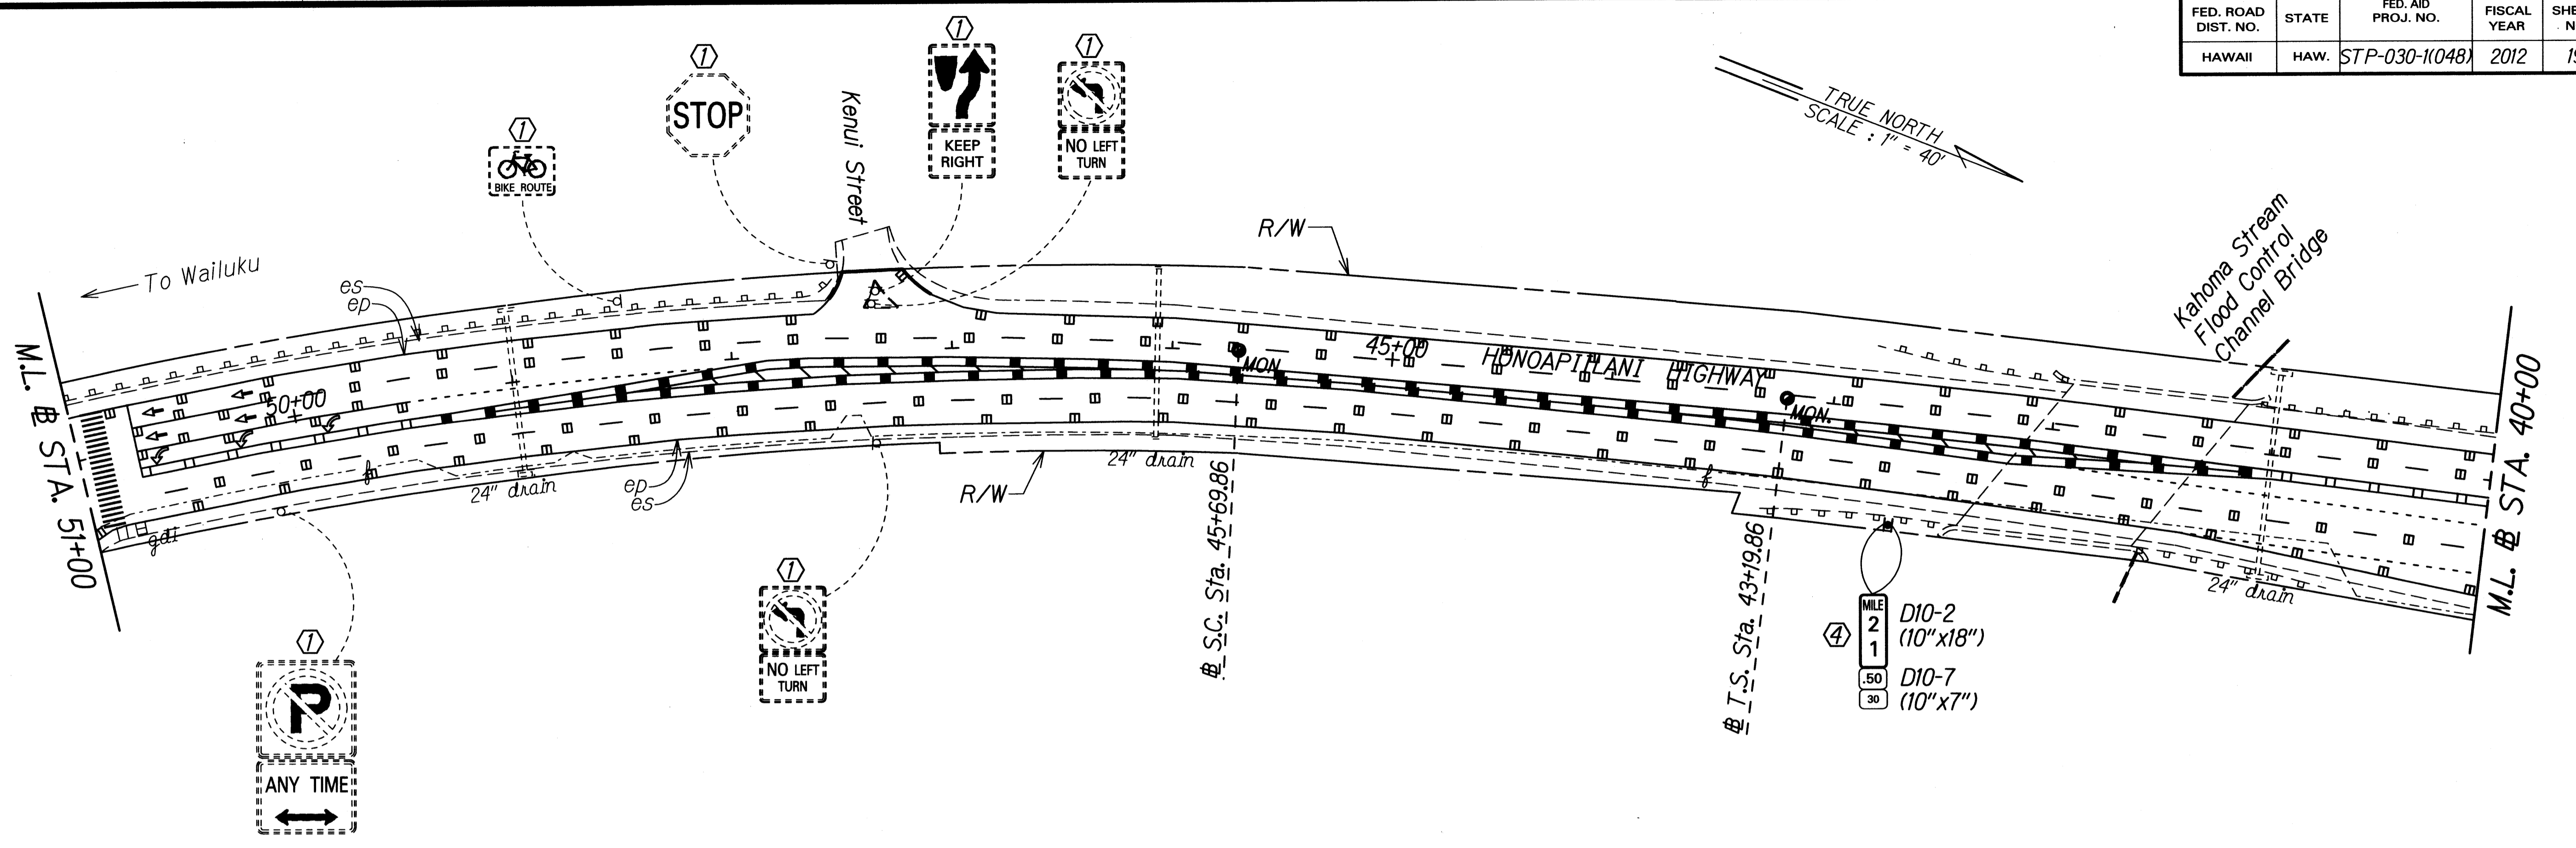 FED. ROAD DIST. NO.
STATE
FED. AID PROJ. NO.
FISCAL YEAR
HAWAII
HAW.
STP-030-1(048)
2012
TRUE NORTH
SCALE : 1" = 40'
1
BIKE ROUTE
1
STOP
Kenui Street
1
KEEP
RIGHT
1
NO LEFT
TURN
R/W
Kahoma Stream
Flood Control
Channel Bridge
To Wailuku
es
ep
M.L. B STA. 51+00
50+00
MON.
45+00
HONOAPIILANI HIGHWAY
MON.
M.L. B STA. 40+00
gdi
f
24" drain
ep
es
R/W
24" drain
f
24" drain
B S.C. Sta. 45+69.86
B T.S. Sta. 43+19.86
1
P
ANY TIME
1
NO LEFT
TURN
4
MILE
2
1
D10-2
(10"x18")
.50
30
D10-7
(10"x7")